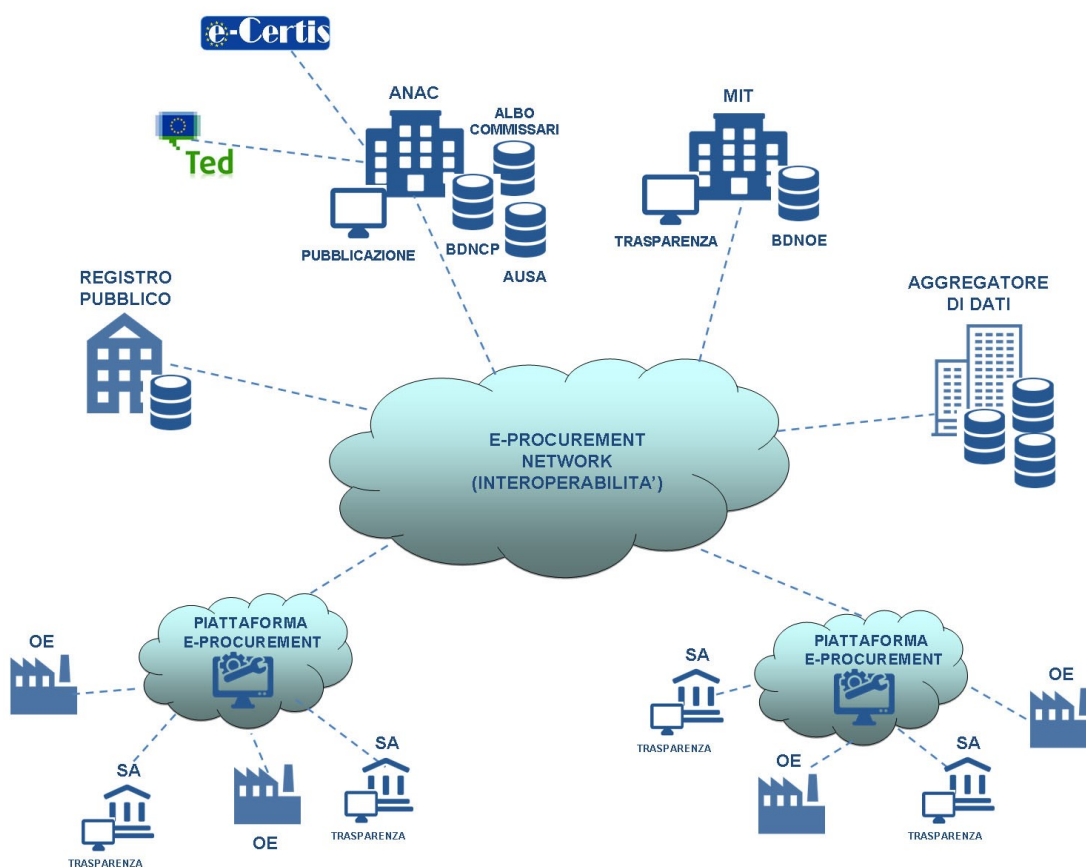 e-Certis
Ted
ANAC
ALBO
COMMISSARI
PUBBLICAZIONE
BDNCP
AUSA
MIT
TRASPARENZA
BDNOE
REGISTRO
PUBBLICO
AGGREGATORE
DI DATI
E-PROCUREMENT
NETWORK
(INTEROPERABILITA')
PIATTAFORMA
E-PROCUREMENT
OE
SA
TRASPARENZA
OE
SA
TRASPARENZA
PIATTAFORMA
E-PROCUREMENT
SA
TRASPARENZA
OE
SA
TRASPARENZA
OE